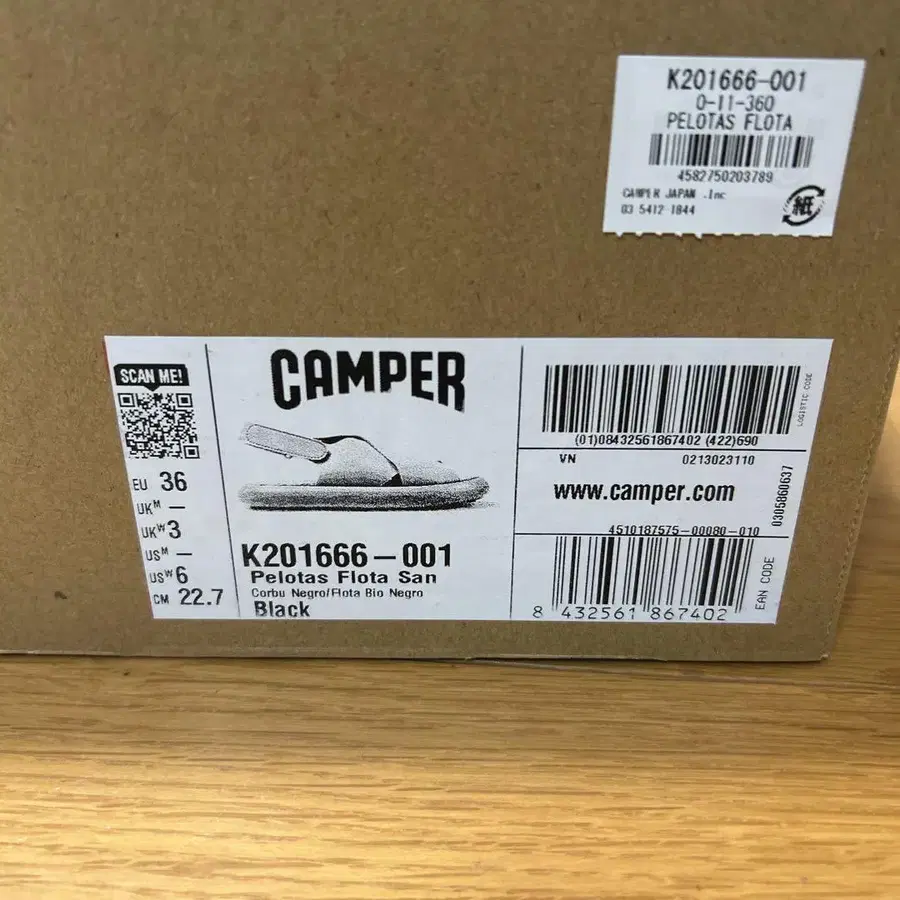 K201666-001
0-11-360
PELOTAS FLOTA
4582750203789
CAMPER JAPAN .Inc
03 5412 1844
紙
SCAN ME!
EU 36
UKᴹ —
UKᵂ 3
USᴹ —
USᵂ 6
CM 22.7
CAMPER
K201666-001
Pelotas Flota San
Corbu Negro/Flota Bio Negro
Black
(01)08432561867402(422)690
LOGISTIC CODE
VN 0213023110
www.camper.com
0305860637
4510187575-00080-010
8 432561 867402
EAN CODE